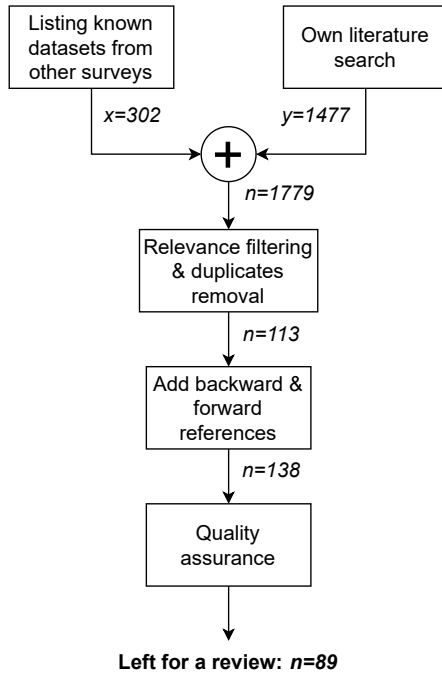 Listing known
datasets from
other surveys
Own literature
search
x=302
y=1477
+
n=1779
Relevance filtering
& duplicates
removal
n=113
Add backward &
forward
references
n=138
Quality
assurance
Left for a review: n=89